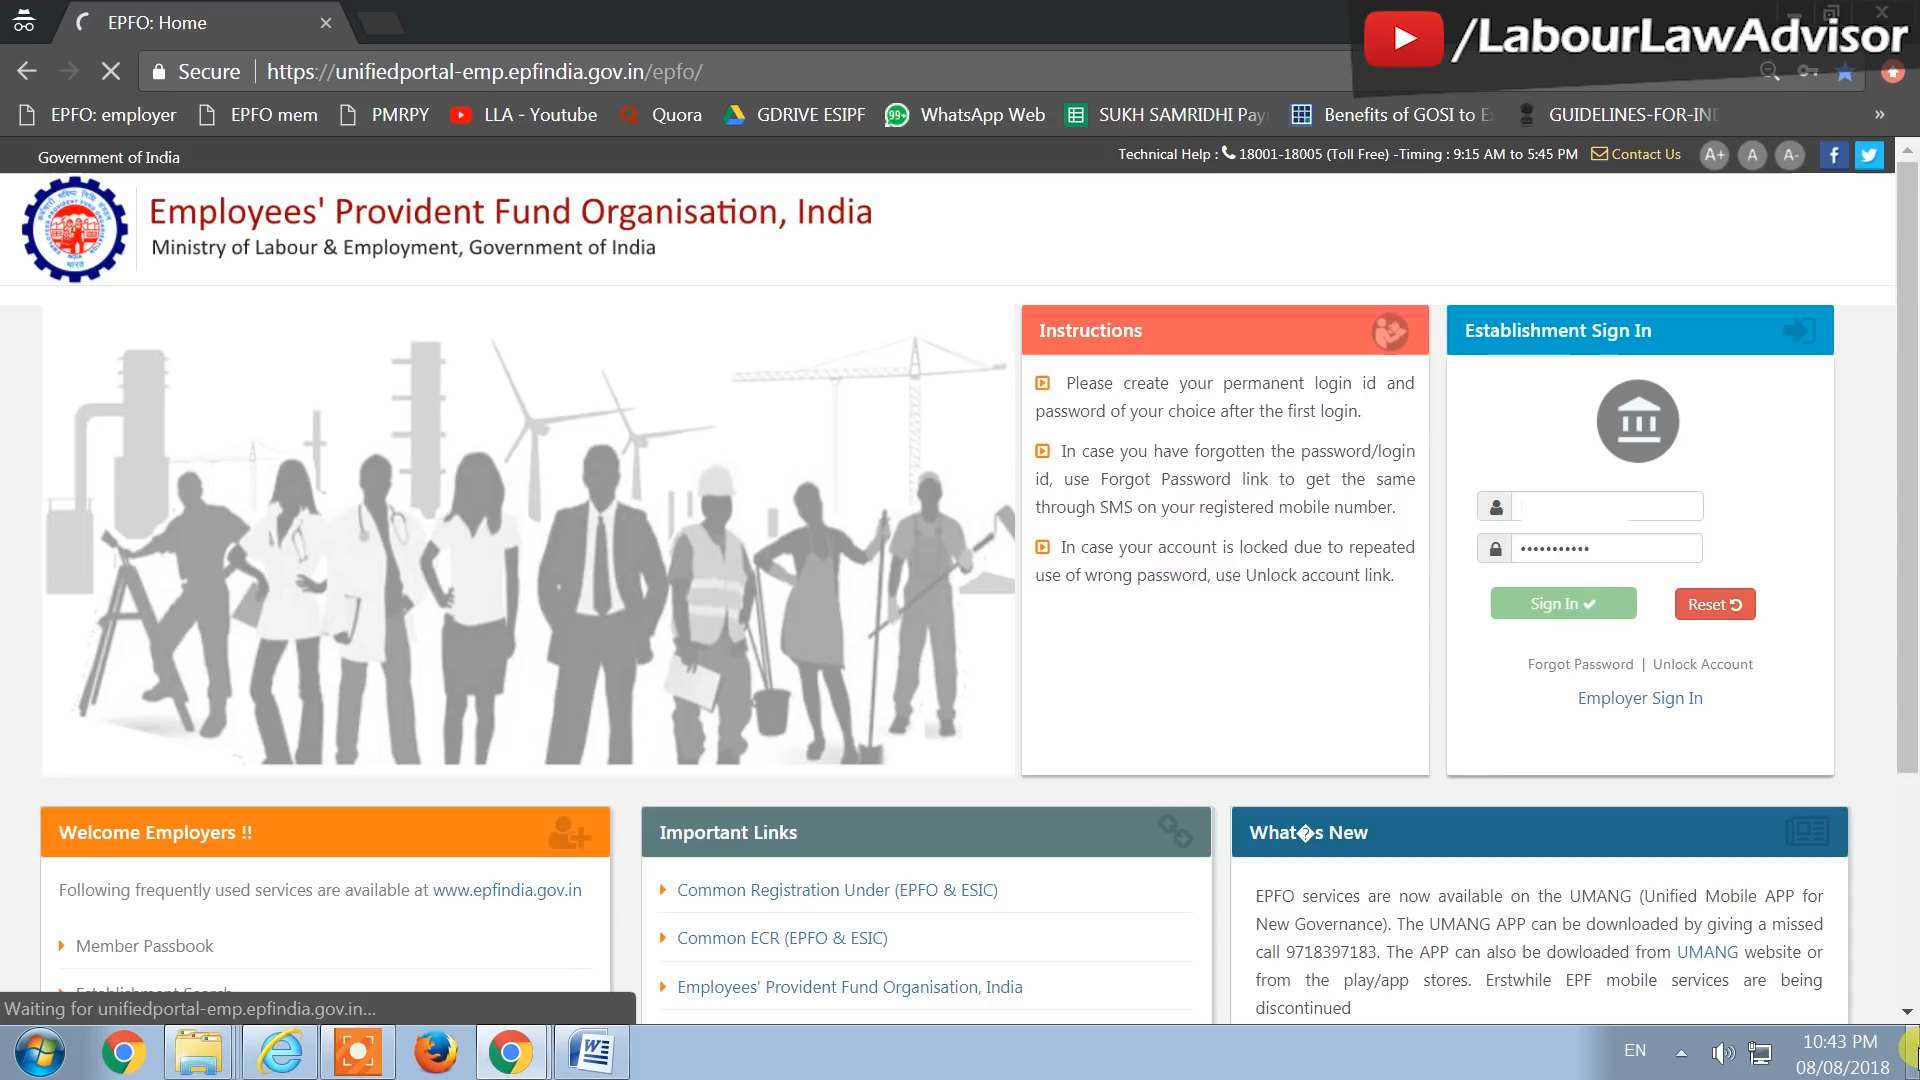 EPFO: Home
/LabourLawAdvisor
Secure
https://unifiedportal-emp.epfindia.gov.in/epfo/
EPFO: employer
EPFO mem
PMRPY
LLA - Youtube
Quora
GDRIVE ESIPF
99+
WhatsApp Web
SUKH SAMRIDHI Pay
Benefits of GOSI to E
GUIDELINES-FOR-IND
»
Government of India
Technical Help : 18001-18005 (Toll Free) -Timing : 9:15 AM to 5:45 PM
Contact Us
A+
A
A-
Employees' Provident Fund Organisation, India
Ministry of Labour & Employment, Government of India
Instructions
Please create your permanent login id and
password of your choice after the first login.
In case you have forgotten the password/login
id, use Forgot Password link to get the same
through SMS on your registered mobile number.
In case your account is locked due to repeated
use of wrong password, use Unlock account link.
Establishment Sign In
•••••••••••
Sign In
Reset
Forgot Password | Unlock Account
Employer Sign In
Welcome Employers !!
Following frequently used services are available at www.epfindia.gov.in
Member Passbook
Establishment Search
Important Links
Common Registration Under (EPFO & ESIC)
Common ECR (EPFO & ESIC)
Employees' Provident Fund Organisation, India
What�s New
EPFO services are now available on the UMANG (Unified Mobile APP for
New Governance). The UMANG APP can be downloaded by giving a missed
call 9718397183. The APP can also be dowloaded from UMANG website or
from the play/app stores. Erstwhile EPF mobile services are being
discontinued
Waiting for unifiedportal-emp.epfindia.gov.in...
EN
10:43 PM
08/08/2018